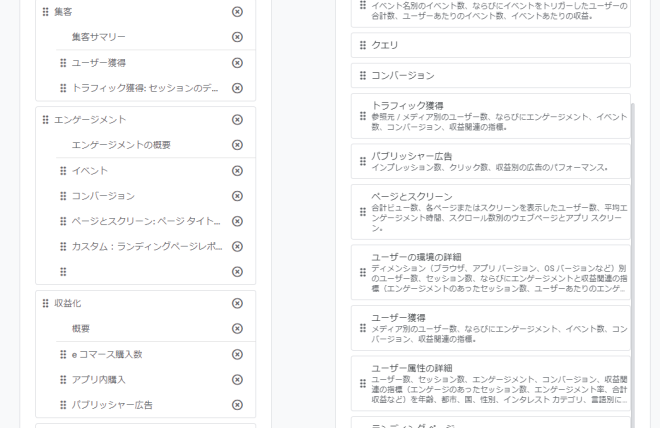 集客
集客サマリー
ユーザー獲得
トラフィック獲得: セッションのデ...
エンゲージメント
エンゲージメントの概要
イベント
コンバージョン
ページとスクリーン: ページ タイト...
カスタム：ランディングページレポ...
収益化
概要
e コマース購入数
アプリ内購入
パブリッシャー広告
イベント名別のイベント数、ならびにイベントをトリガーしたユーザーの
合計数、ユーザーあたりのイベント数、イベントあたりの収益。
クエリ
コンバージョン
トラフィック獲得
参照元 / メディア別のユーザー数、ならびにエンゲージメント、イベント
数、コンバージョン、収益関連の指標。
パブリッシャー広告
インプレッション数、クリック数、収益別の広告のパフォーマンス。
ページとスクリーン
合計ビュー数、各ページまたはスクリーンを表示したユーザー数、平均エ
ンゲージメント時間、スクロール数別のウェブページとアプリ スクリー
ン。
ユーザーの環境の詳細
ディメンション（ブラウザ、アプリ バージョン、OS バージョンなど）別
のユーザー数、セッション数、ならびにエンゲージメントと収益関連の指
標（エンゲージメントのあったセッション数、ユーザーあたりのエンゲ...
ユーザー獲得
メディア別のユーザー数、ならびにエンゲージメント、イベント数、コン
バージョン、収益関連の指標。
ユーザー属性の詳細
ユーザー数、セッション数、エンゲージメント、コンバージョン、収益関
連の指標（エンゲージのあったセッション数、エンゲージメント率、合計
収益など）を年齢、都市、国、性別、インタレスト カテゴリ、言語別に...
ランディング ページ